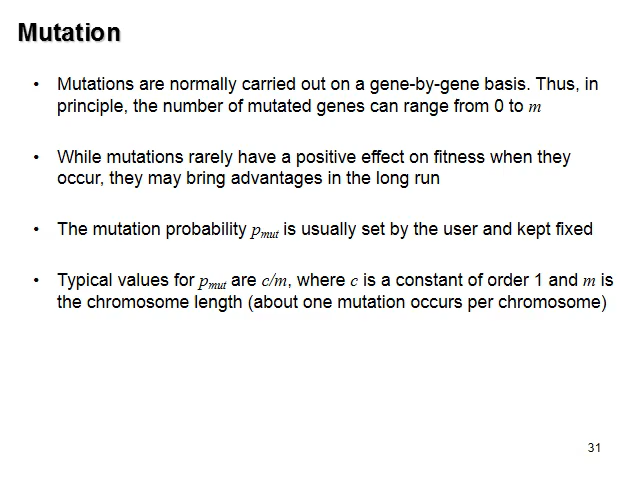 Mutation
• Mutations are normally carried out on a gene-by-gene basis. Thus, in
principle, the number of mutated genes can range from 0 to m
• While mutations rarely have a positive effect on fitness when they
occur, they may bring advantages in the long run
• The mutation probability pmut is usually set by the user and kept fixed
• Typical values for pmut are c/m, where c is a constant of order 1 and m is
the chromosome length (about one mutation occurs per chromosome)
31